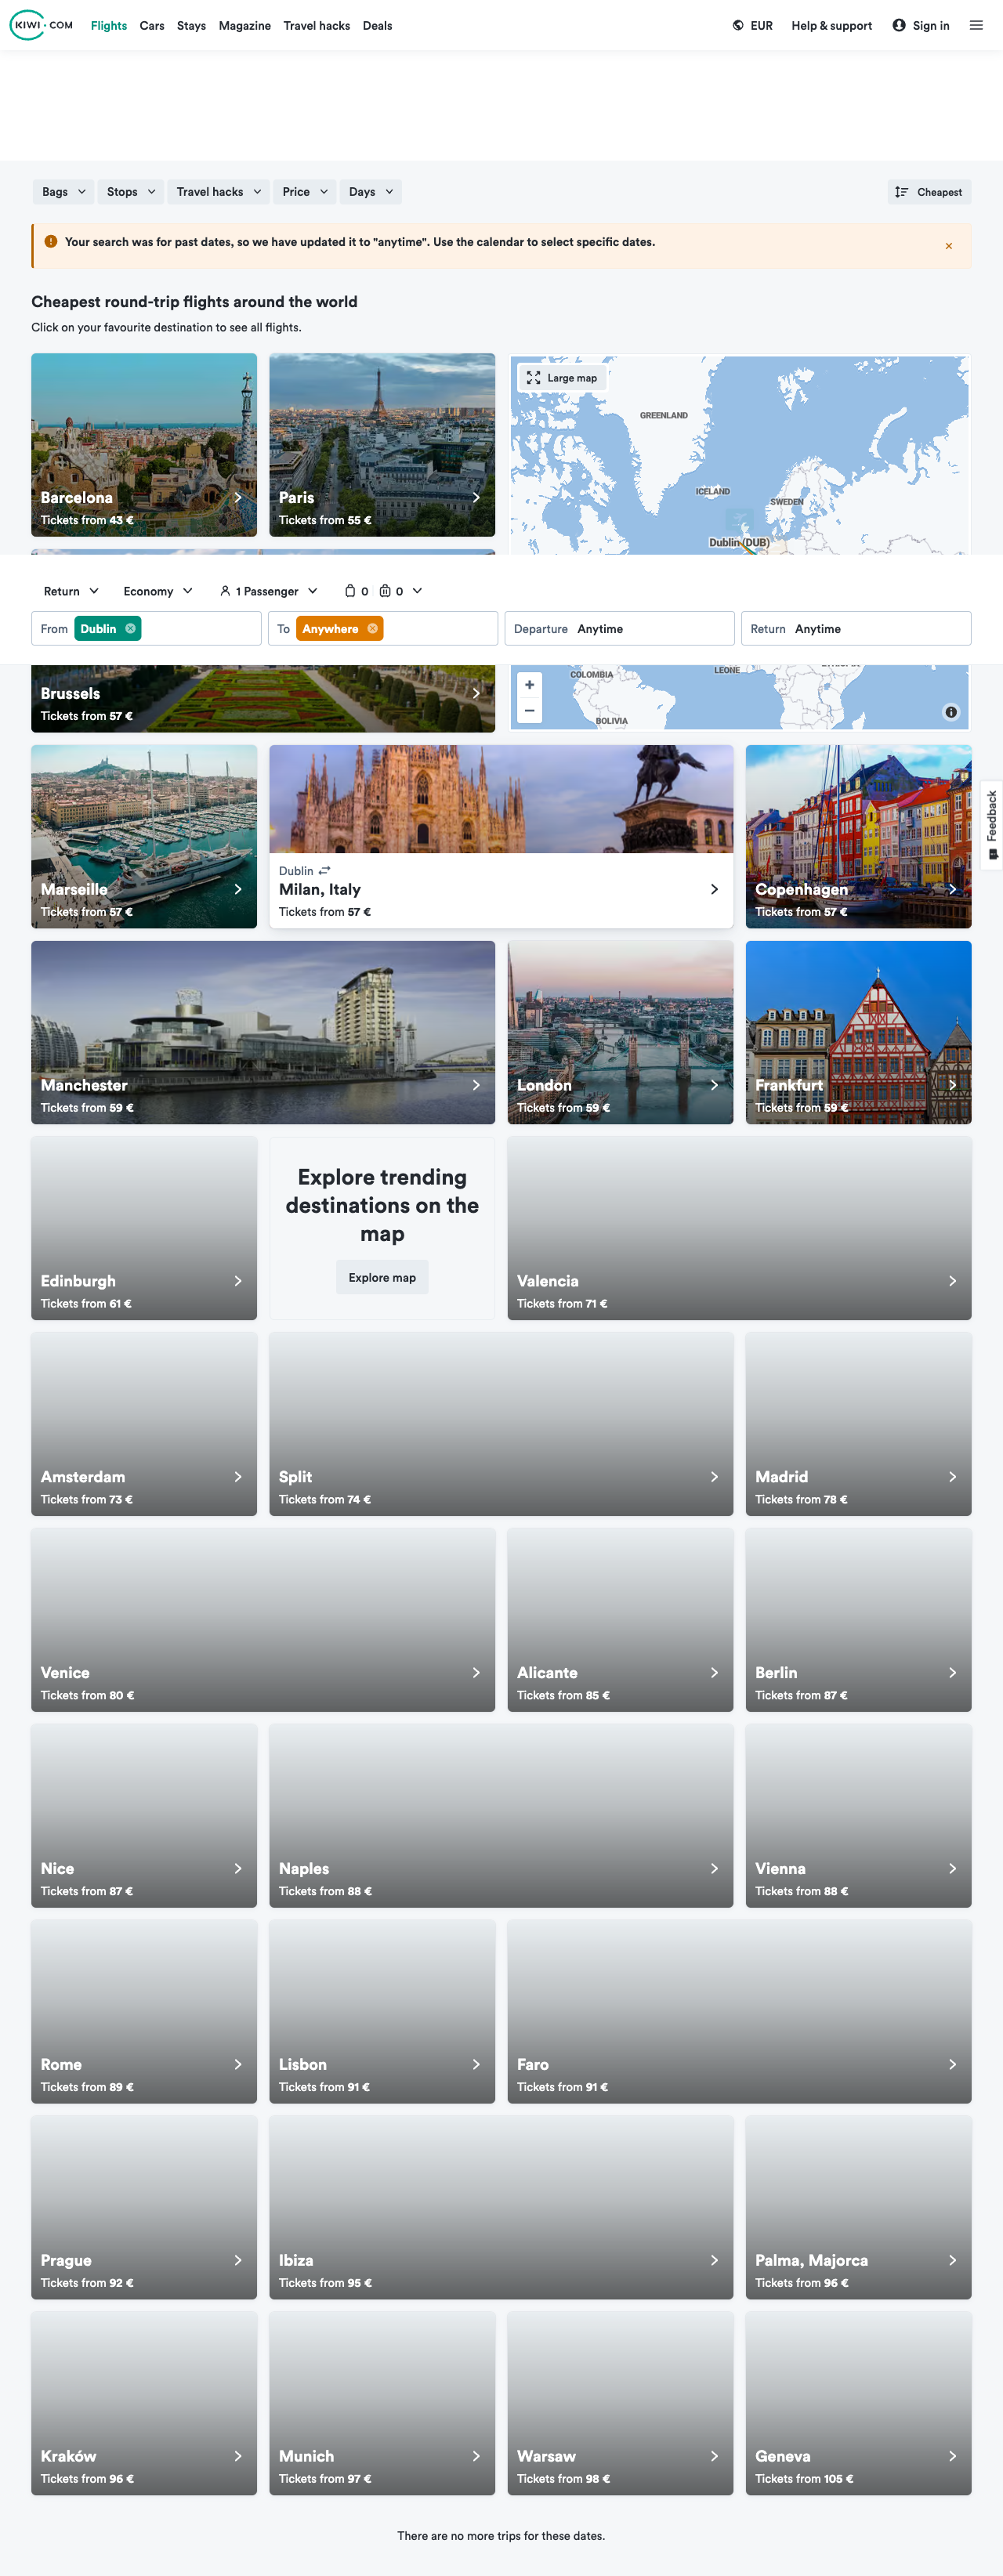 KIWI·COM
Flights
Cars
Stays
Magazine
Travel hacks
Deals
EUR
Help & support
Sign in
Bags
Stops
Travel hacks
Price
Days
Cheapest
Your search was for past dates, so we have updated it to "anytime". Use the calendar to select specific dates.
Cheapest round-trip flights around the world
Click on your favourite destination to see all flights.
Barcelona
Tickets from 43 €
Paris
Tickets from 55 €
Large map
GREENLAND
ICELAND
SWEDEN
Dublin (DUB)
Return
Economy
1 Passenger
0
0
From
Dublin
To
Anywhere
Departure
Anytime
Return
Anytime
Brussels
Tickets from 57 €
COLOMBIA
LEONE
BOLIVIA
+
−
Marseille
Tickets from 57 €
Dublin
Milan, Italy
Tickets from 57 €
Copenhagen
Tickets from 57 €
Feedback
Manchester
Tickets from 59 €
London
Tickets from 59 €
Frankfurt
Tickets from 59 €
Edinburgh
Tickets from 61 €
Explore trending
destinations on the
map
Explore map
Valencia
Tickets from 71 €
Amsterdam
Tickets from 73 €
Split
Tickets from 74 €
Madrid
Tickets from 78 €
Venice
Tickets from 80 €
Alicante
Tickets from 85 €
Berlin
Tickets from 87 €
Nice
Tickets from 87 €
Naples
Tickets from 88 €
Vienna
Tickets from 88 €
Rome
Tickets from 89 €
Lisbon
Tickets from 91 €
Faro
Tickets from 91 €
Prague
Tickets from 92 €
Ibiza
Tickets from 95 €
Palma, Majorca
Tickets from 96 €
Kraków
Tickets from 96 €
Munich
Tickets from 97 €
Warsaw
Tickets from 98 €
Geneva
Tickets from 105 €
There are no more trips for these dates.